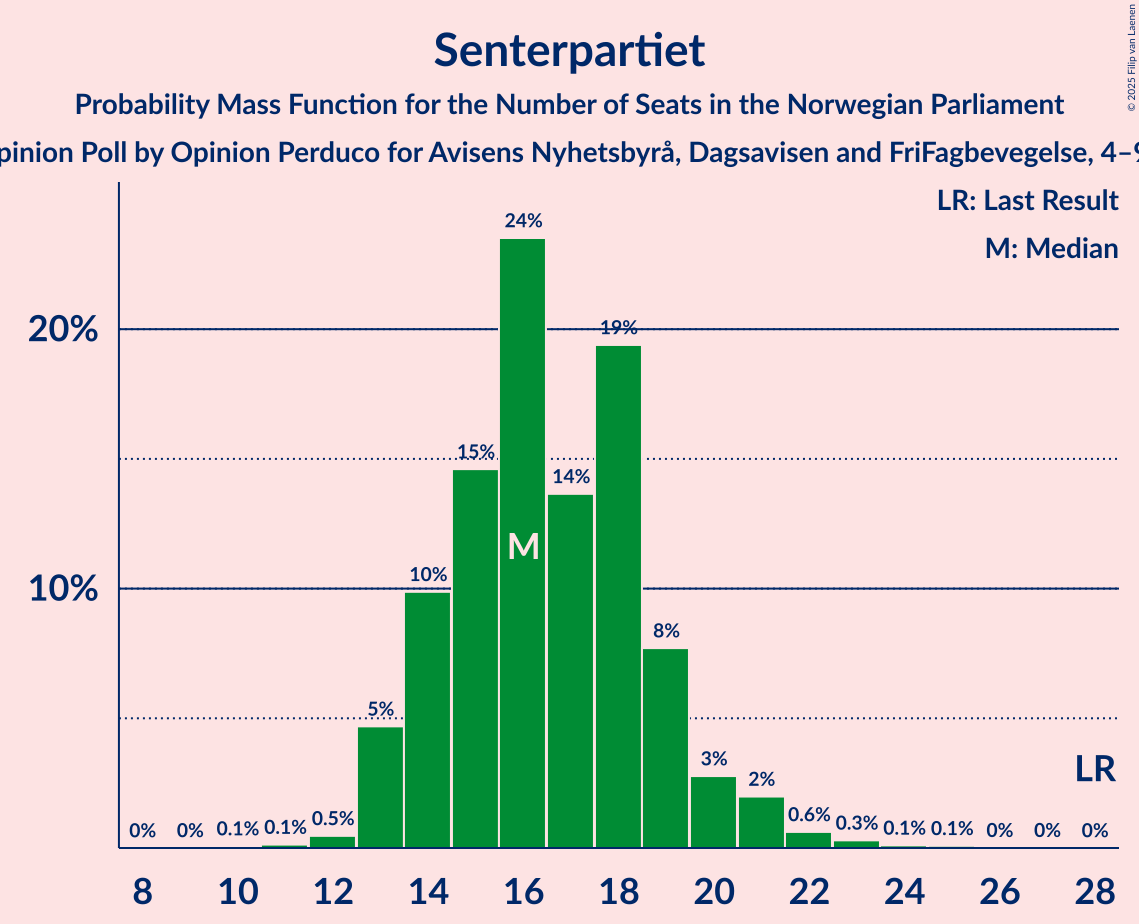 Senterpartiet
Probability Mass Function for the Number of Seats in the Norwegian Parliament
Opinion Poll by Opinion Perduco for Avisens Nyhetsbyrå, Dagsavisen and FriFagbevegelse, 4–9
© 2025 Filip van Laenen
LR: Last Result
M: Median
24%
20%
19%
15%
14%
M
10%
10%
8%
5%
LR
3%
2%
0% 0% 0.1% 0.1% 0.5% 0.6% 0.3% 0.1% 0.1% 0% 0% 0%
8 10 12 14 16 18 20 22 24 26 28